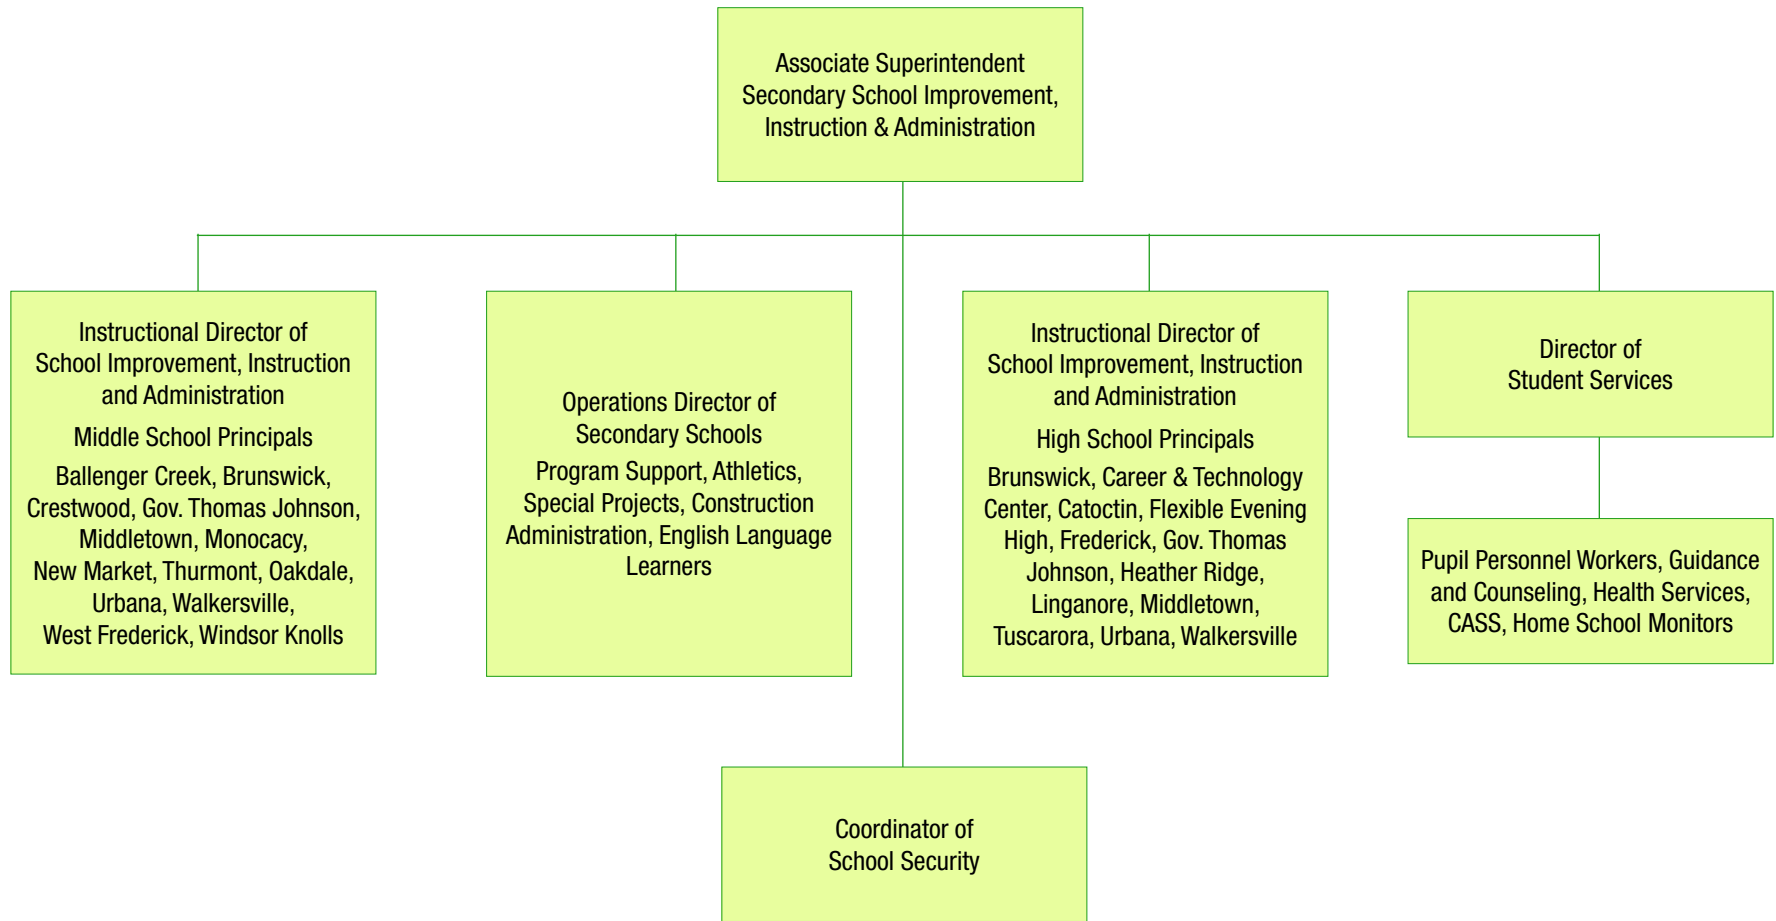 Associate Superintendent
Secondary School Improvement,
Instruction & Administration
Instructional Director of
School Improvement, Instruction
and Administration
Middle School Principals
Ballenger Creek, Brunswick,
Crestwood, Gov. Thomas Johnson,
Middletown, Monocacy,
New Market, Thurmont, Oakdale,
Urbana, Walkersville,
West Frederick, Windsor Knolls
Operations Director of
Secondary Schools
Program Support, Athletics,
Special Projects, Construction
Administration, English Language
Learners
Instructional Director of
School Improvement, Instruction
and Administration
High School Principals
Brunswick, Career & Technology
Center, Catoctin, Flexible Evening
High, Frederick, Gov. Thomas
Johnson, Heather Ridge,
Linganore, Middletown,
Tuscarora, Urbana, Walkersville
Director of
Student Services
Pupil Personnel Workers, Guidance
and Counseling, Health Services,
CASS, Home School Monitors
Coordinator of
School Security